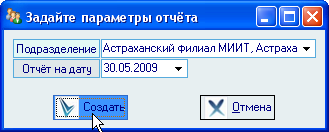 Задайте параметры отчёта
Подразделение Астраханский филиал МИИТ, Астраха
Отчёт на дату 30.05.2009
Создать Отмена